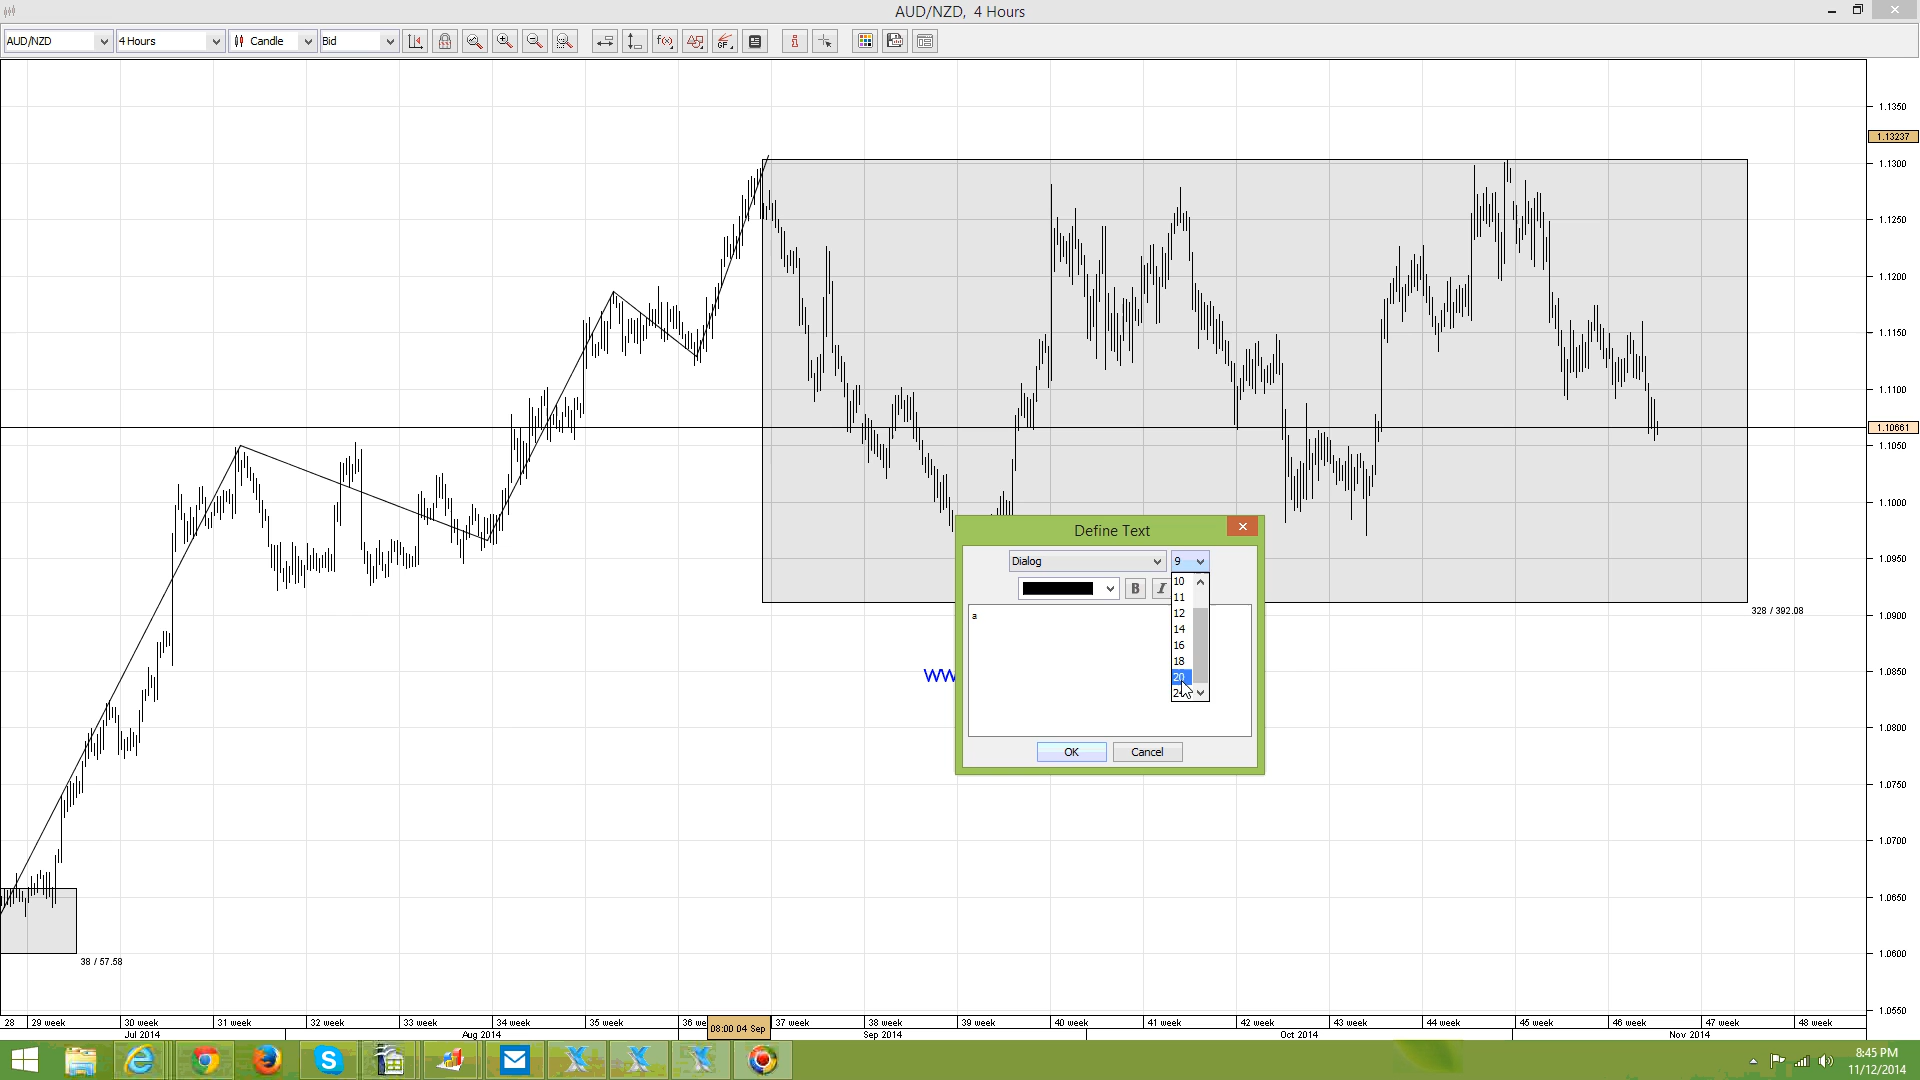 AUD/NZD, 4 Hours
AUD/NZD
4 Hours
Candle
Bid
f(x)
GF
1.1350
1.13237
1.1300
1.1250
1.1200
1.1150
1.1100
1.10661
1.1050
1.1000
1.0950
1.0900
1.0850
1.0800
1.0750
1.0700
1.0650
1.0600
1.0550
Define Text
Dialog
9
B
I
10
11
12
14
16
18
20
a
OK
Cancel
328 / 392.08
38 / 57.58
WW
28
29 week
30 week
31 week
32 week
33 week
34 week
35 week
36 we
08:00 04 Sep
37 week
38 week
39 week
40 week
41 week
42 week
43 week
44 week
45 week
46 week
47 week
48 week
Jul 2014
Aug 2014
Sep 2014
Oct 2014
Nov 2014
8:45 PM
11/12/2014